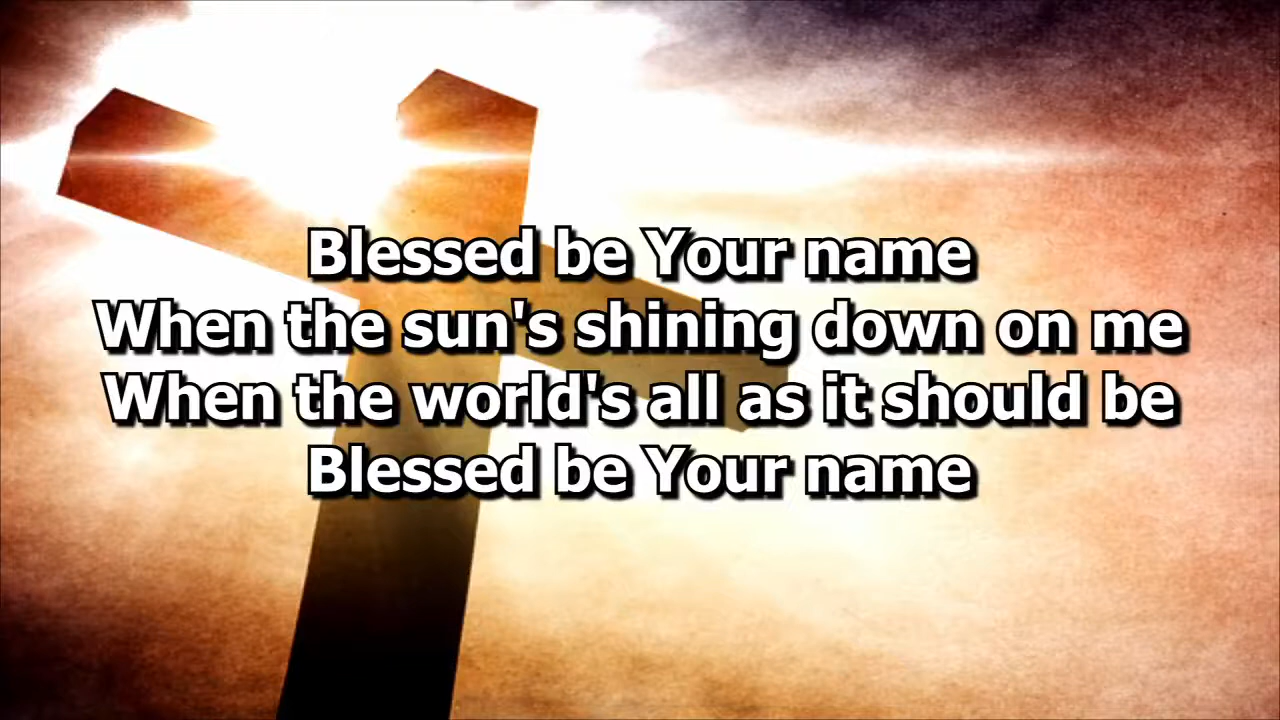 Blessed be Your name
When the sun's shining down on me
When the world's all as it should be
Blessed be Your name